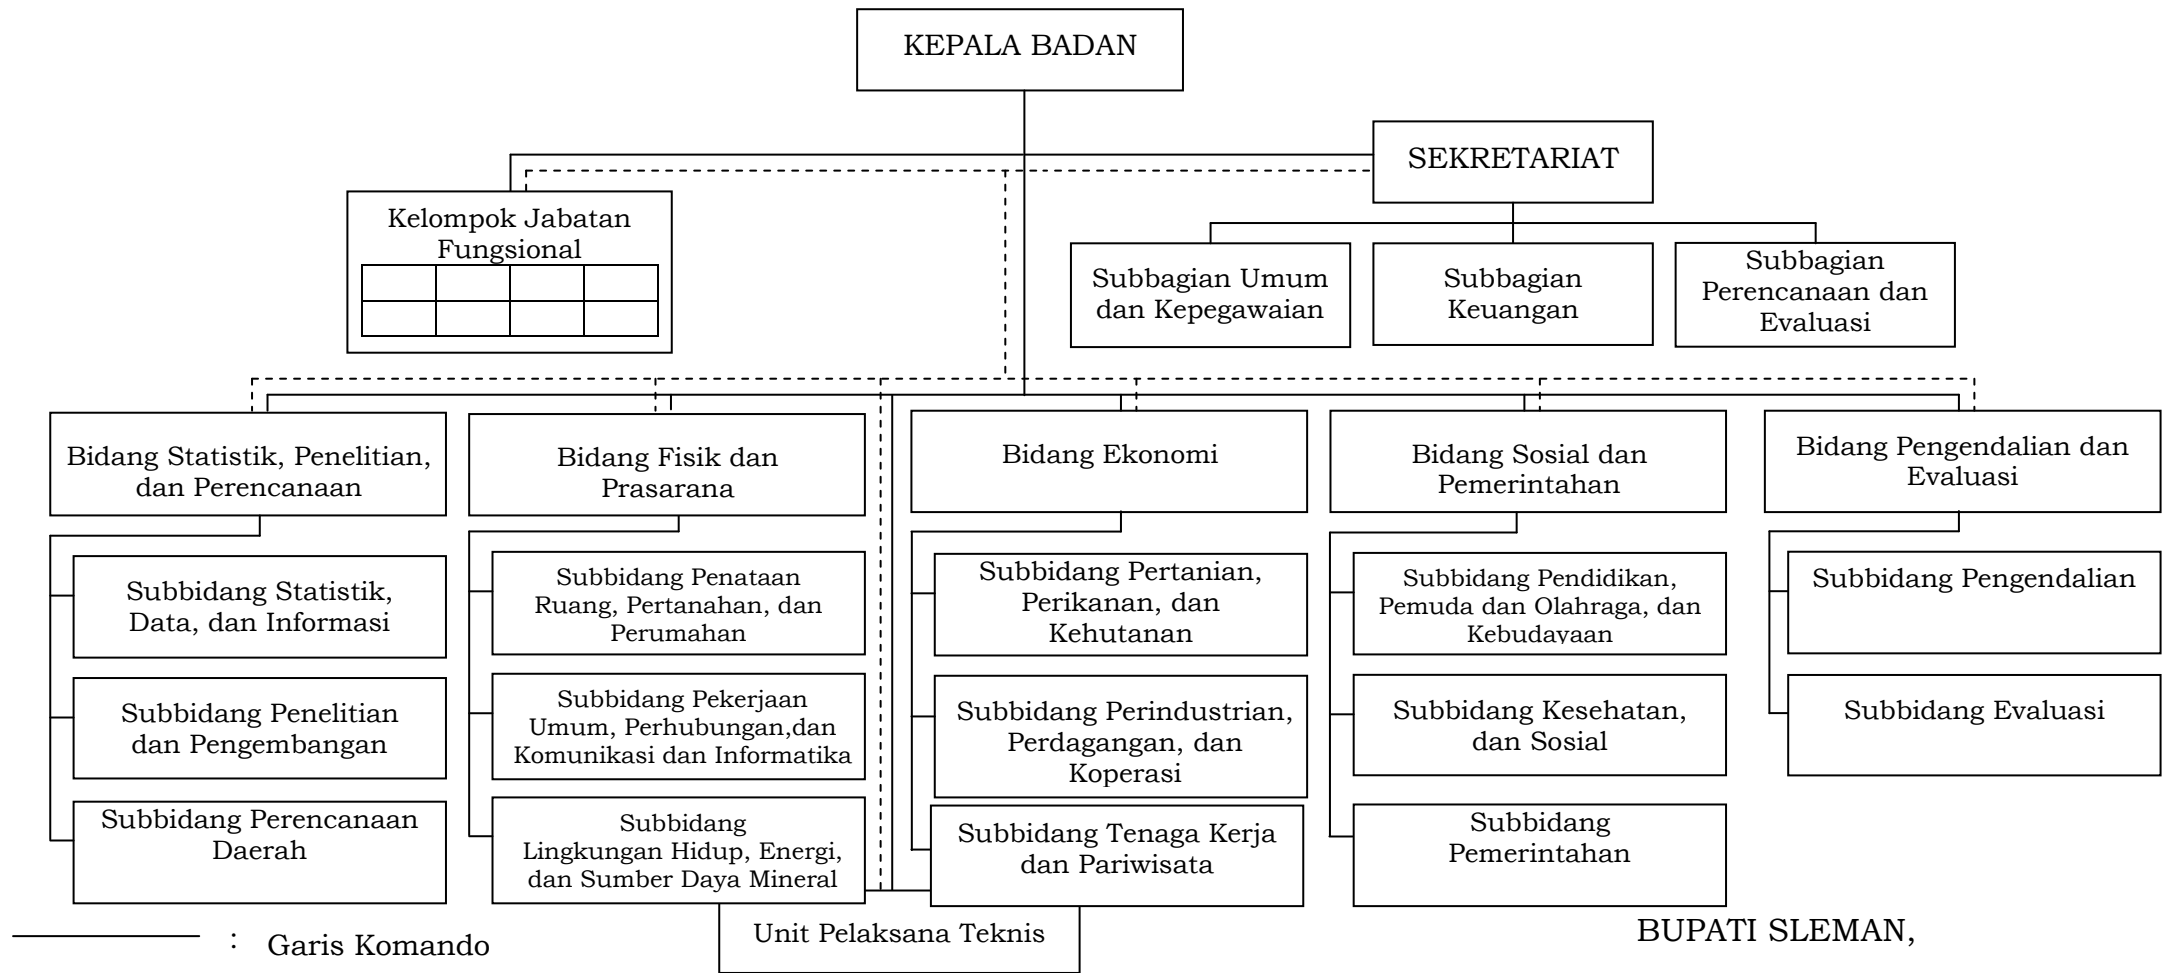 KEPALA BADAN
SEKRETARIAT
Kelompok Jabatan
Fungsional
Subbagian Umum
dan Kepegawaian
Subbagian
Keuangan
Subbagian
Perencanaan dan
Evaluasi
Bidang Statistik, Penelitian,
dan Perencanaan
Bidang Fisik dan
Prasarana
Bidang Ekonomi
Bidang Sosial dan
Pemerintahan
Bidang Pengendalian dan
Evaluasi
Subbidang Statistik,
Data, dan Informasi
Subbidang Penelitian
dan Pengembangan
Subbidang Perencanaan
Daerah
Subbidang Penataan
Ruang, Pertanahan, dan
Perumahan
Subbidang Pekerjaan
Umum, Perhubungan,dan
Komunikasi dan Informatika
Subbidang
Lingkungan Hidup, Energi,
dan Sumber Daya Mineral
Subbidang Pertanian,
Perikanan, dan
Kehutanan
Subbidang Perindustrian,
Perdagangan, dan
Koperasi
Subbidang Tenaga Kerja
dan Pariwisata
Subbidang Pendidikan,
Pemuda dan Olahraga, dan
Kebudayaan
Subbidang Kesehatan,
dan Sosial
Subbidang
Pemerintahan
Subbidang Pengendalian
Subbidang Evaluasi
Unit Pelaksana Teknis
: Garis Komando
BUPATI SLEMAN,